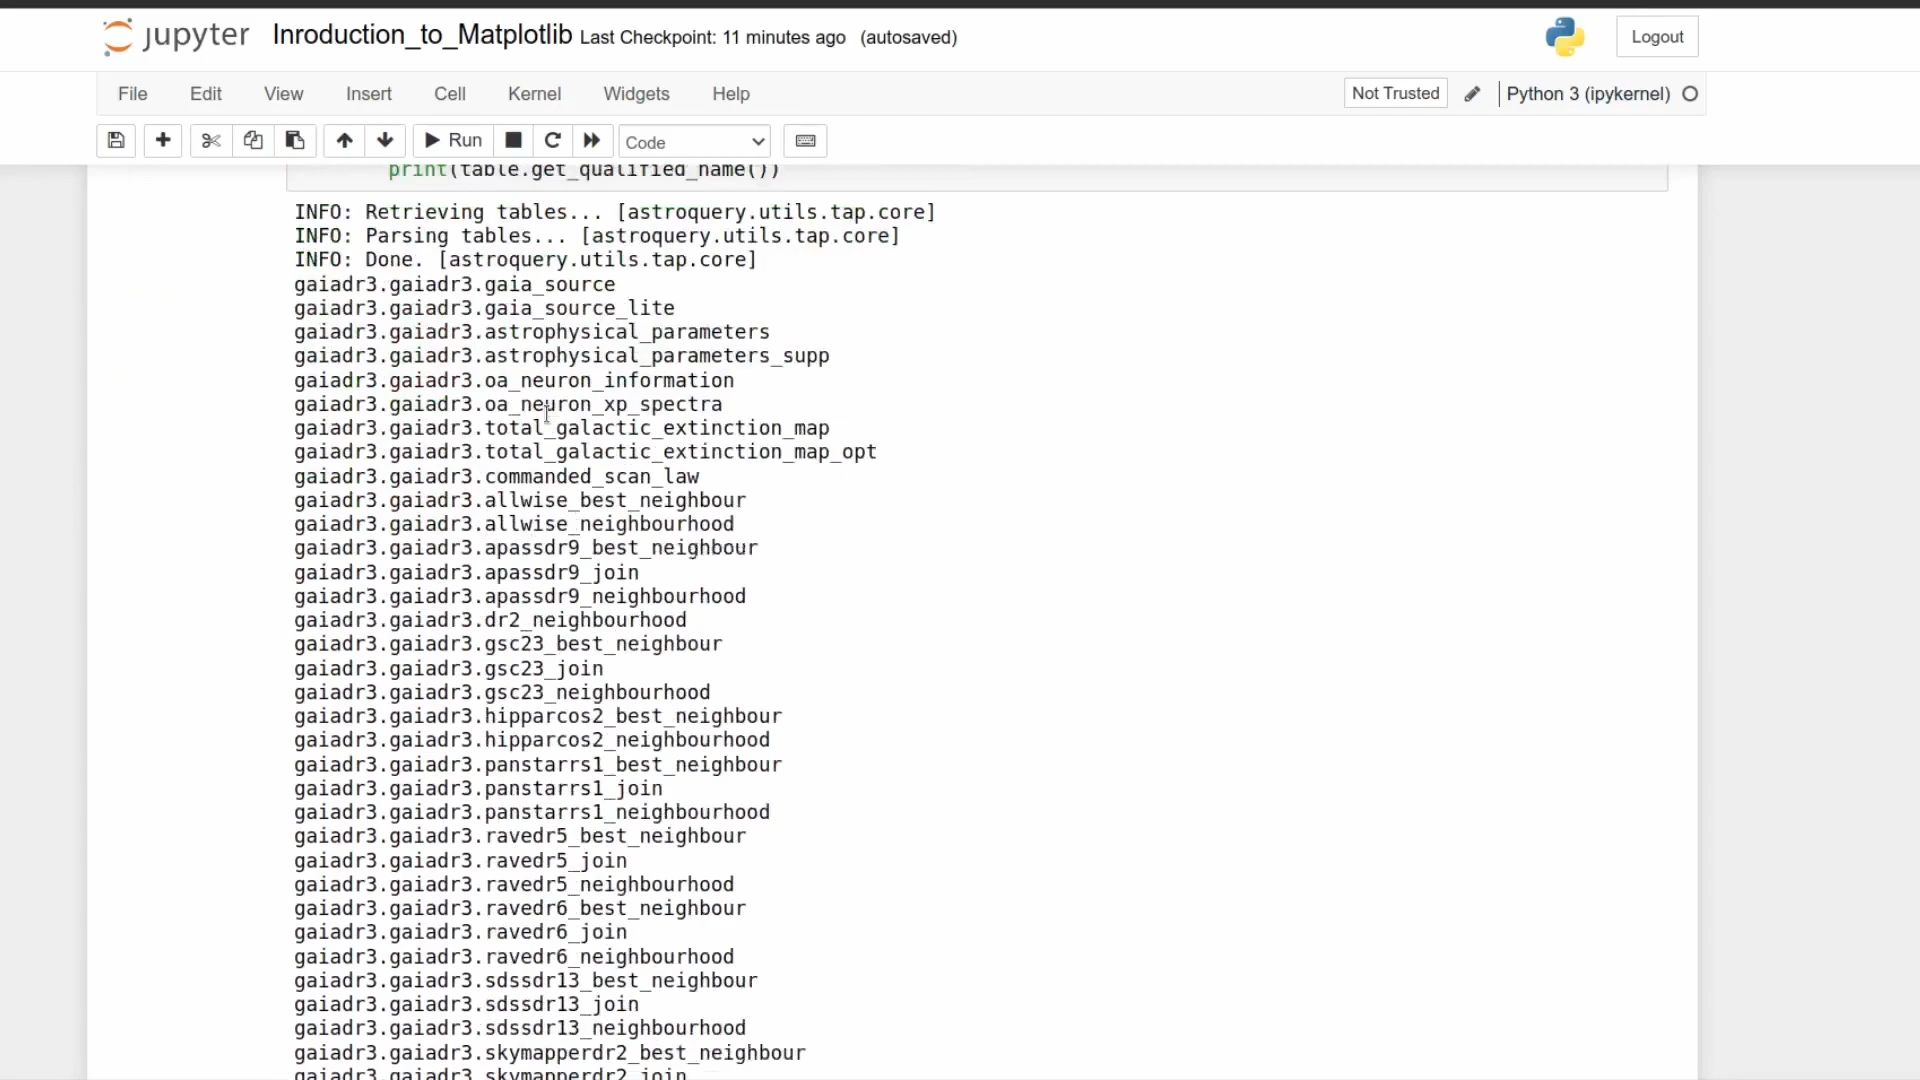 jupyter Inroduction_to_Matplotlib Last Checkpoint: 11 minutes ago (autosaved) Logout
File Edit View Insert Cell Kernel Widgets Help Not Trusted Python 3 (ipykernel)
Run Code
print(table.get_qualified_name())
INFO: Retrieving tables... [astroquery.utils.tap.core]
INFO: Parsing tables... [astroquery.utils.tap.core]
INFO: Done. [astroquery.utils.tap.core]
gaiadr3.gaiadr3.gaia_source
gaiadr3.gaiadr3.gaia_source_lite
gaiadr3.gaiadr3.astrophysical_parameters
gaiadr3.gaiadr3.astrophysical_parameters_supp
gaiadr3.gaiadr3.oa_neuron_information
gaiadr3.gaiadr3.oa_neuron_xp_spectra
gaiadr3.gaiadr3.total_galactic_extinction_map
gaiadr3.gaiadr3.total_galactic_extinction_map_opt
gaiadr3.gaiadr3.commanded_scan_law
gaiadr3.gaiadr3.allwise_best_neighbour
gaiadr3.gaiadr3.allwise_neighbourhood
gaiadr3.gaiadr3.apassdr9_best_neighbour
gaiadr3.gaiadr3.apassdr9_join
gaiadr3.gaiadr3.apassdr9_neighbourhood
gaiadr3.gaiadr3.dr2_neighbourhood
gaiadr3.gaiadr3.gsc23_best_neighbour
gaiadr3.gaiadr3.gsc23_join
gaiadr3.gaiadr3.gsc23_neighbourhood
gaiadr3.gaiadr3.hipparcos2_best_neighbour
gaiadr3.gaiadr3.hipparcos2_neighbourhood
gaiadr3.gaiadr3.panstarrs1_best_neighbour
gaiadr3.gaiadr3.panstarrs1_join
gaiadr3.gaiadr3.panstarrs1_neighbourhood
gaiadr3.gaiadr3.ravedr5_best_neighbour
gaiadr3.gaiadr3.ravedr5_join
gaiadr3.gaiadr3.ravedr5_neighbourhood
gaiadr3.gaiadr3.ravedr6_best_neighbour
gaiadr3.gaiadr3.ravedr6_join
gaiadr3.gaiadr3.ravedr6_neighbourhood
gaiadr3.gaiadr3.sdssdr13_best_neighbour
gaiadr3.gaiadr3.sdssdr13_join
gaiadr3.gaiadr3.sdssdr13_neighbourhood
gaiadr3.gaiadr3.skymapperdr2_best_neighbour
gaiadr3.gaiadr3.skymapperdr2_join